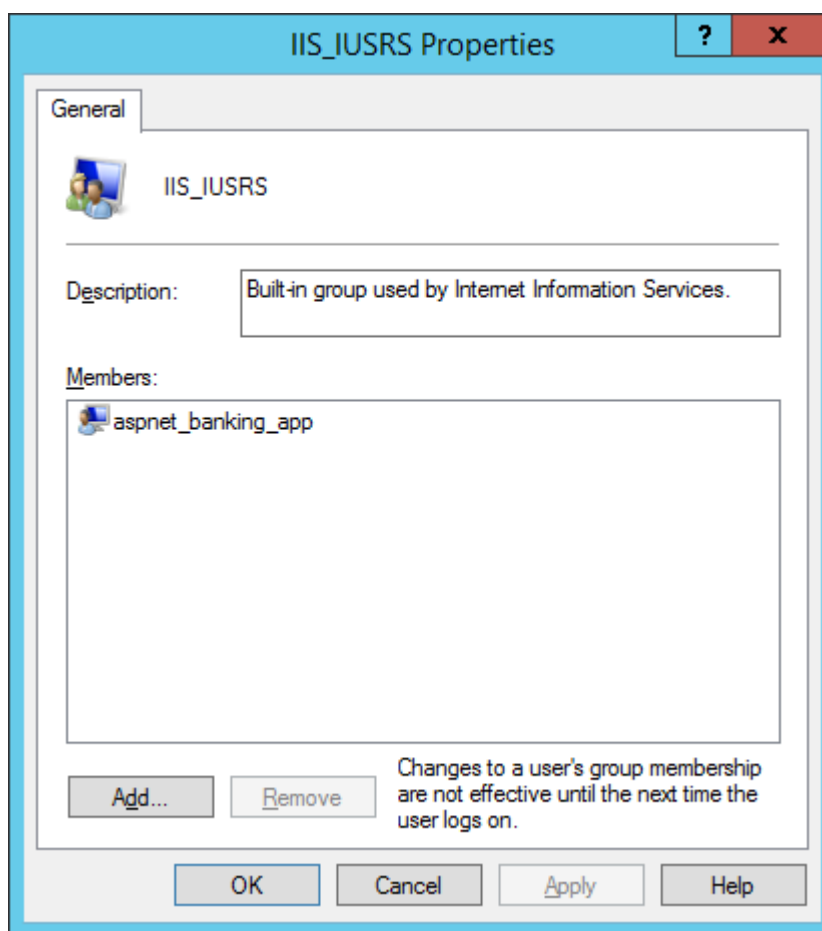 IIS_IUSRS Properties
? x
General
IIS_IUSRS
Description:
Built-in group used by Internet Information Services.
Members:
aspnet_banking_app
Add...
Remove
Changes to a user's group membership
are not effective until the next time the
user logs on.
OK
Cancel
Apply
Help